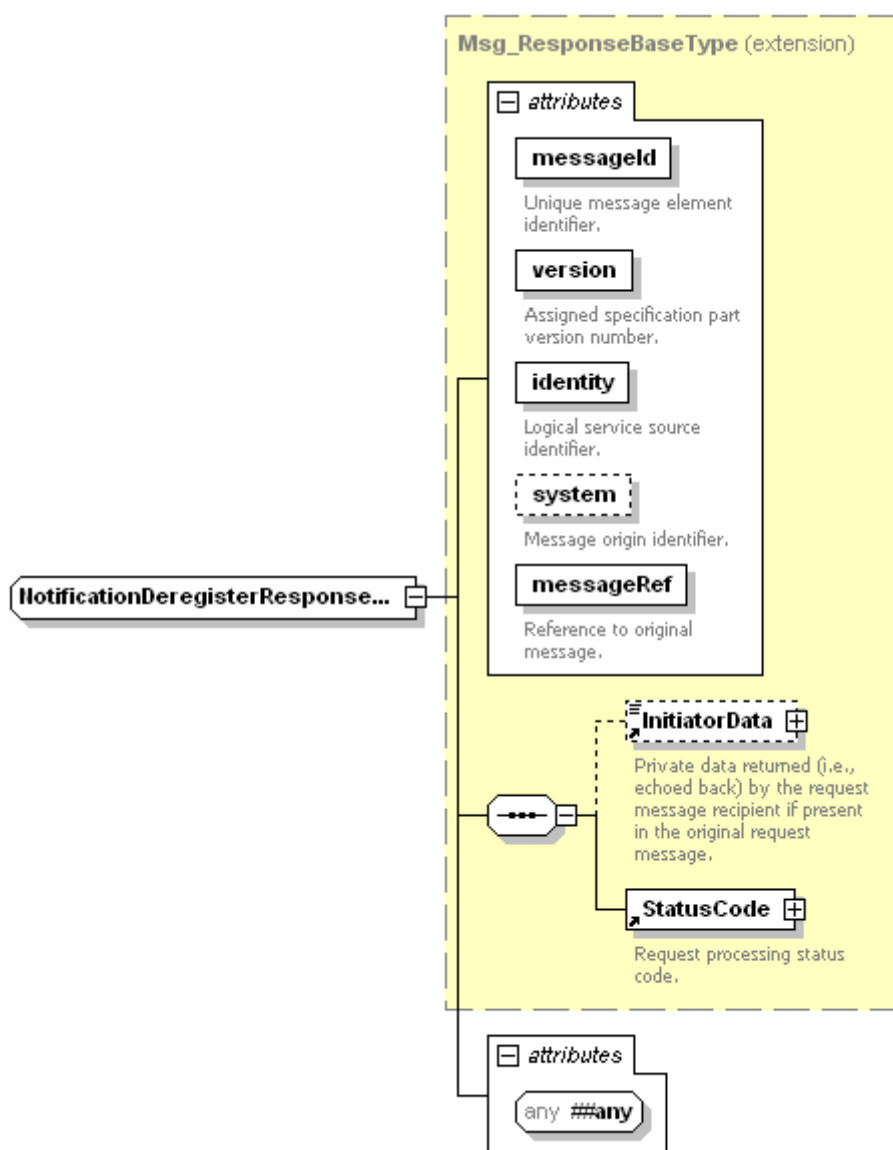 Msg_ResponseBaseType (extension)
attributes
messageId
Unique message element
identifier.
version
Assigned specification part
version number.
identity
Logical service source
identifier.
system
Message origin identifier.
messageRef
Reference to original
message.
NotificationDeregisterResponse...
InitiatorData
Private data returned (i.e.,
echoed back) by the request
message recipient if present
in the original request
message.
StatusCode
Request processing status
code.
attributes
any ##any